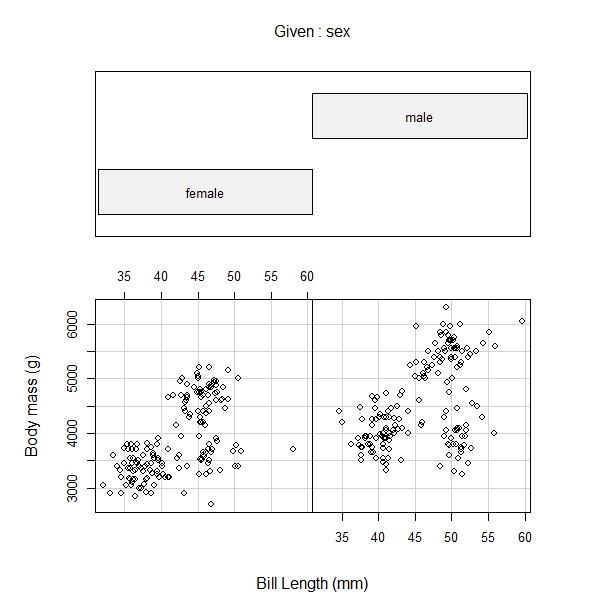 Given : sex
male
female
35 40 45 50 55 60
6000
5000
4000
3000
Body mass (g)
35 40 45 50 55 60
Bill Length (mm)